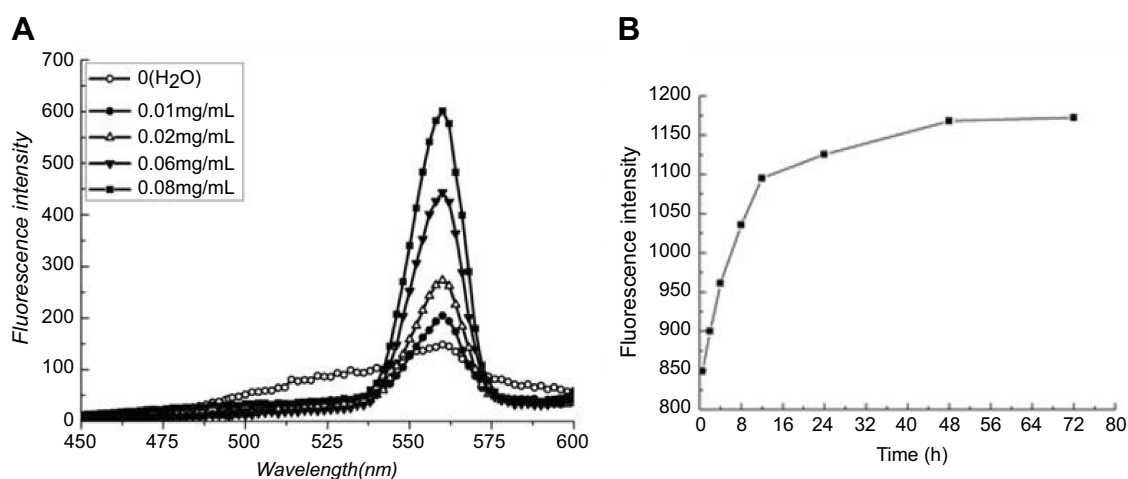 A
B
700
600
500
400
300
200
100
0
0(H2O)
0.01mg/mL
0.02mg/mL
0.06mg/mL
0.08mg/mL
Fluorescence intensity
450 475 500 525 550 575 600
Wavelength(nm)
1200
1150
1100
1050
1000
950
900
850
800
Fluorescence intensity
0 8 16 24 32 40 48 56 64 72 80
Time (h)